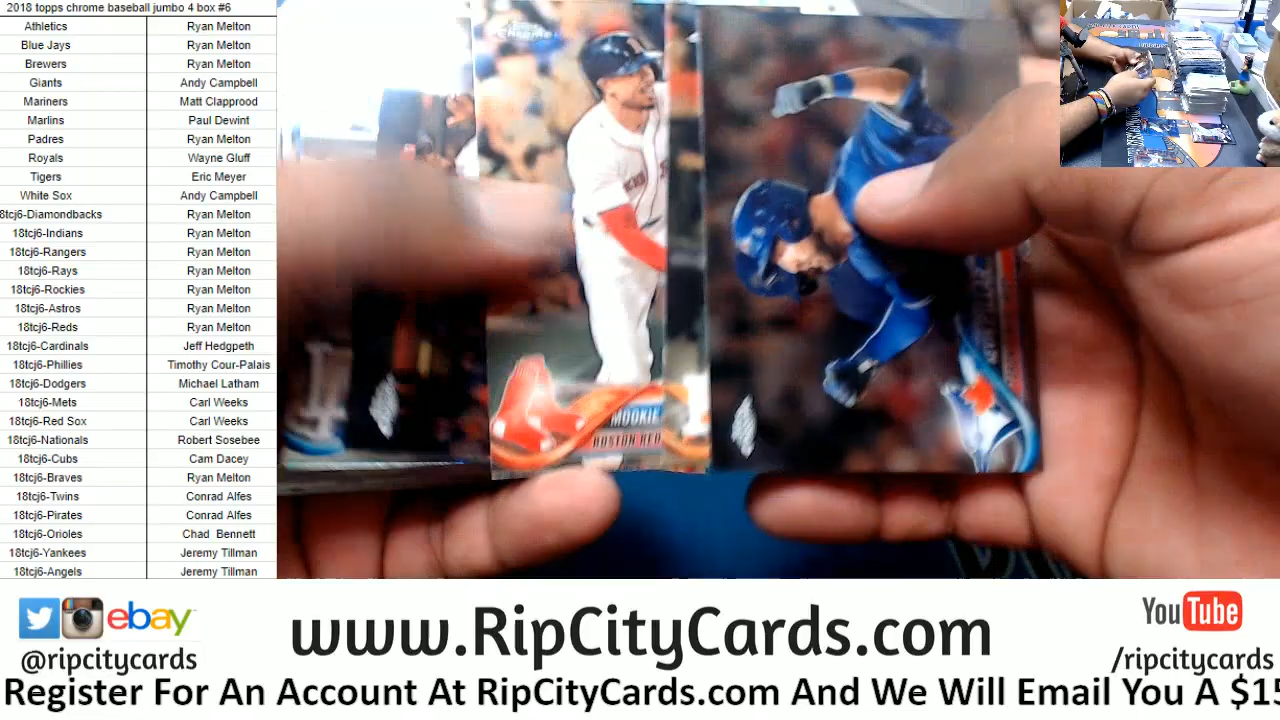 2018 topps chrome baseball jumbo 4 box #6
Athletics Ryan Melton
Blue Jays Ryan Melton
Brewers Ryan Melton
Giants Andy Campbell
Mariners Matt Clapprood
Marlins Paul Dewint
Padres Ryan Melton
Royals Wayne Gluff
Tigers Eric Meyer
White Sox Andy Campbell
8tcj6-Diamondbacks Ryan Melton
18tcj6-Indians Ryan Melton
18tcj6-Rangers Ryan Melton
18tcj6-Rays Ryan Melton
18tcj6-Rockies Ryan Melton
18tcj6-Astros Ryan Melton
18tcj6-Reds Ryan Melton
18tcj6-Cardinals Jeff Hedgpeth
18tcj6-Phillies Timothy Cour-Palais
18tcj6-Dodgers Michael Latham
18tcj6-Mets Carl Weeks
18tcj6-Red Sox Carl Weeks
18tcj6-Nationals Robert Sosebee
18tcj6-Cubs Cam Dacey
18tcj6-Braves Ryan Melton
18tcj6-Twins Conrad Alfes
18tcj6-Pirates Conrad Alfes
18tcj6-Orioles Chad Bennett
18tcj6-Yankees Jeremy Tillman
18tcj6-Angels Jeremy Tillman
MOOKIE
BOSTON RED
ebay
@ripcitycards
www.RipCityCards.com
YouTube
/ripcitycards
Register For An Account At RipCityCards.com And We Will Email You A $15